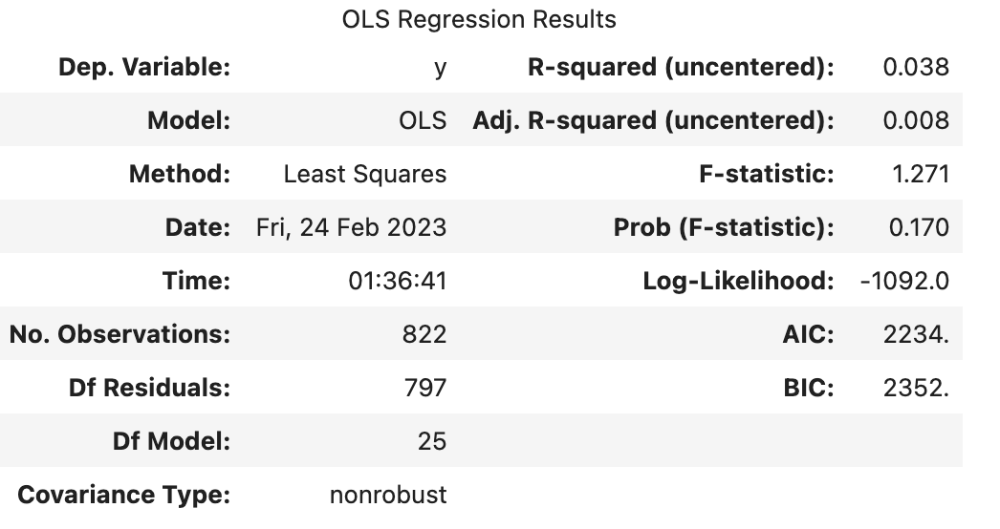 OLS Regression Results
Dep. Variable: y R-squared (uncentered): 0.038
Model: OLS Adj. R-squared (uncentered): 0.008
Method: Least Squares F-statistic: 1.271
Date: Fri, 24 Feb 2023 Prob (F-statistic): 0.170
Time: 01:36:41 Log-Likelihood: -1092.0
No. Observations: 822 AIC: 2234.
Df Residuals: 797 BIC: 2352.
Df Model: 25
Covariance Type: nonrobust